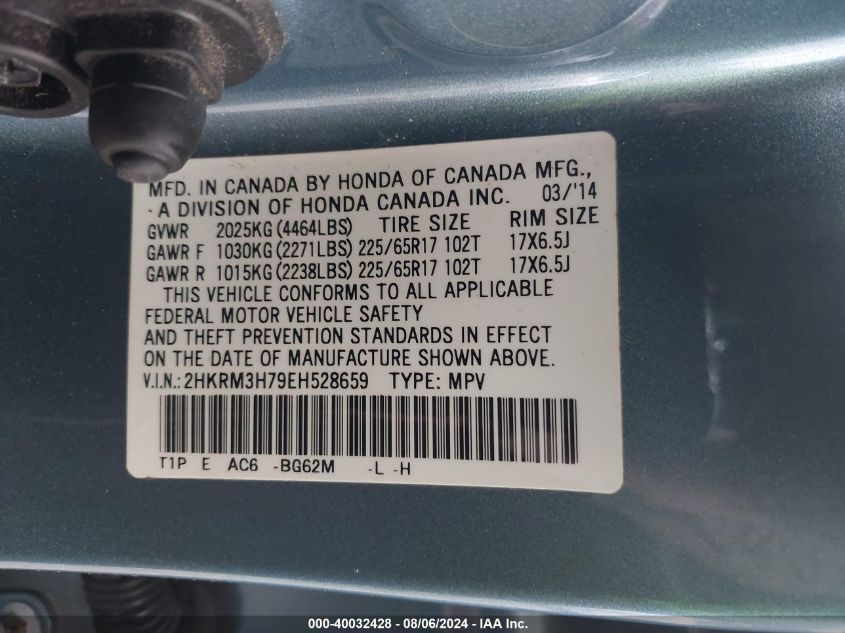 MFD. IN CANADA BY HONDA OF CANADA MFG.,
·A DIVISION OF HONDA CANADA INC. 03/'14
GVWR 2025KG (4464LBS) TIRE SIZE RIM SIZE
GAWR F 1030KG (2271LBS) 225/65R17 102T 17X6.5J
GAWR R 1015KG (2238LBS) 225/65R17 102T 17X6.5J
THIS VEHICLE CONFORMS TO ALL APPLICABLE
FEDERAL MOTOR VEHICLE SAFETY
AND THEFT PREVENTION STANDARDS IN EFFECT
ON THE DATE OF MANUFACTURE SHOWN ABOVE.
V.I.N.:2HKRM3H79EH528659 TYPE: MPV
T1P E AC6 -BG62M -L -H
000-40032428 - 08/06/2024 - IAA Inc.